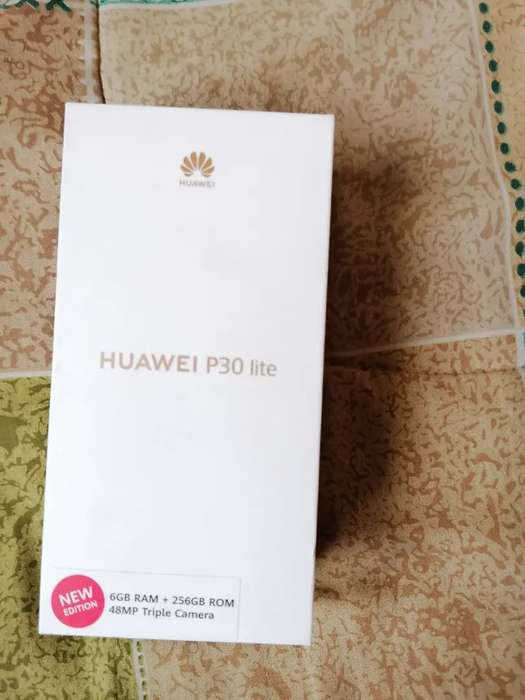 HUAWEI
HUAWEI P30 lite
NEW
EDITION
6GB RAM + 256GB ROM
48MP Triple Camera